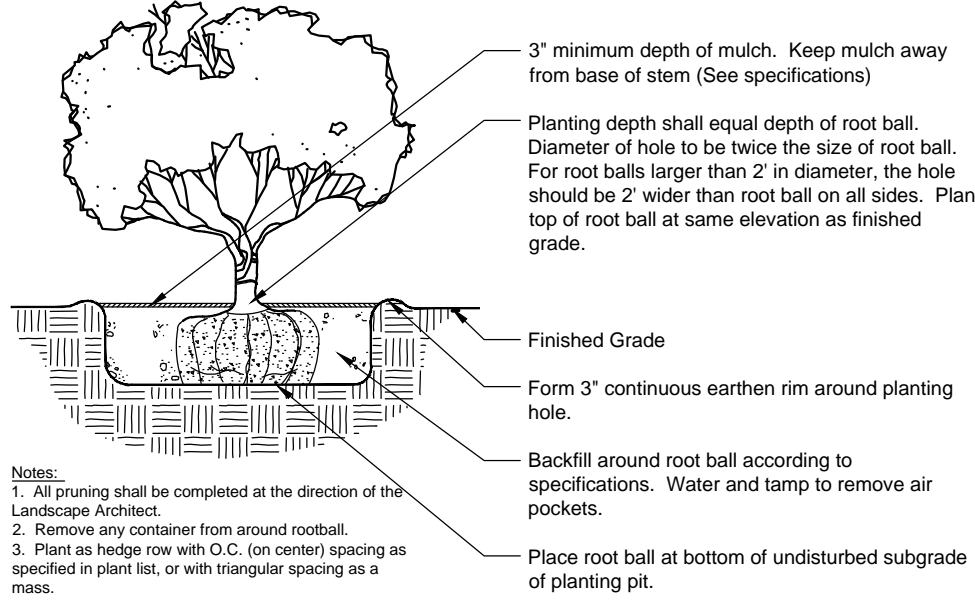 3" minimum depth of mulch.  Keep mulch away
from base of stem (See specifications)
Planting depth shall equal depth of root ball.
Diameter of hole to be twice the size of root ball.
For root balls larger than 2' in diameter, the hole
should be 2' wider than root ball on all sides.  Plan
top of root ball at same elevation as finished
grade.
Finished Grade
Form 3" continuous earthen rim around planting
hole.
Backfill around root ball according to
specifications.  Water and tamp to remove air
pockets.
Place root ball at bottom of undisturbed subgrade
of planting pit.
Notes:
1.  All pruning shall be completed at the direction of the
Landscape Architect.
2.  Remove any container from around rootball.
3.  Plant as hedge row with O.C. (on center) spacing as
specified in plant list, or with triangular spacing as a
mass.